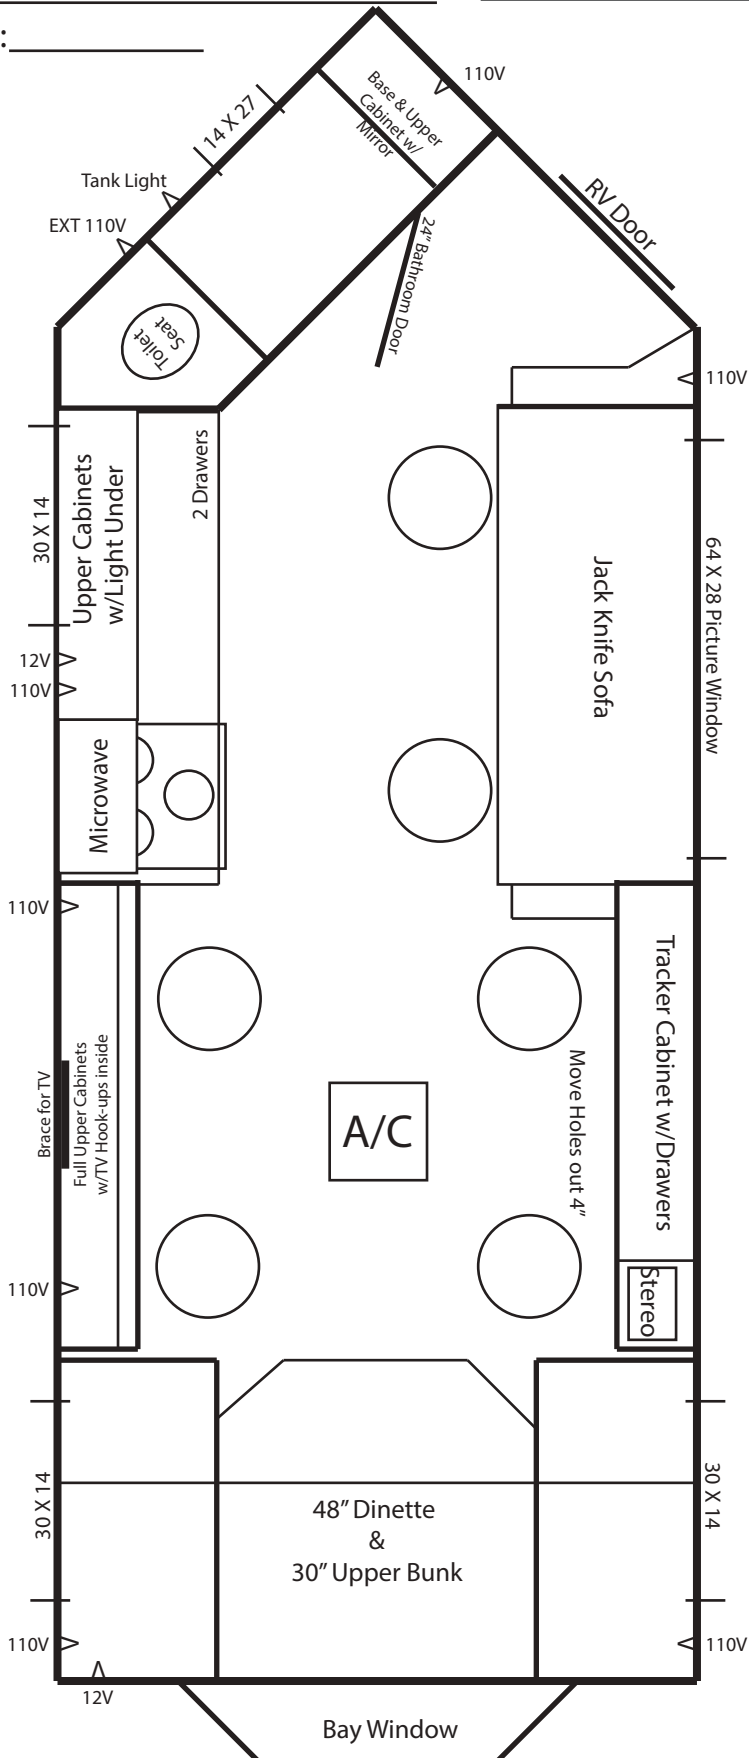 :
110V
Base & Upper
Cabinet w/
Mirror
14 X 27
Tank Light
EXT 110V
RV Door
24” Bathroom Door
Toilet
Seat
110V
Upper Cabinets
w/Light Under
2 Drawers
30 X 14
12V
110V
Jack Knife Sofa
64 X 28 Picture Window
Microwave
110V
Brace for TV
Full Upper Cabinets
w/TV Hook-ups inside
A/C
Move Holes out 4”
Tracker Cabinet w/Drawers
Stereo
110V
30 X 14
48” Dinette
&
30” Upper Bunk
30 X 14
110V
12V
110V
Bay Window